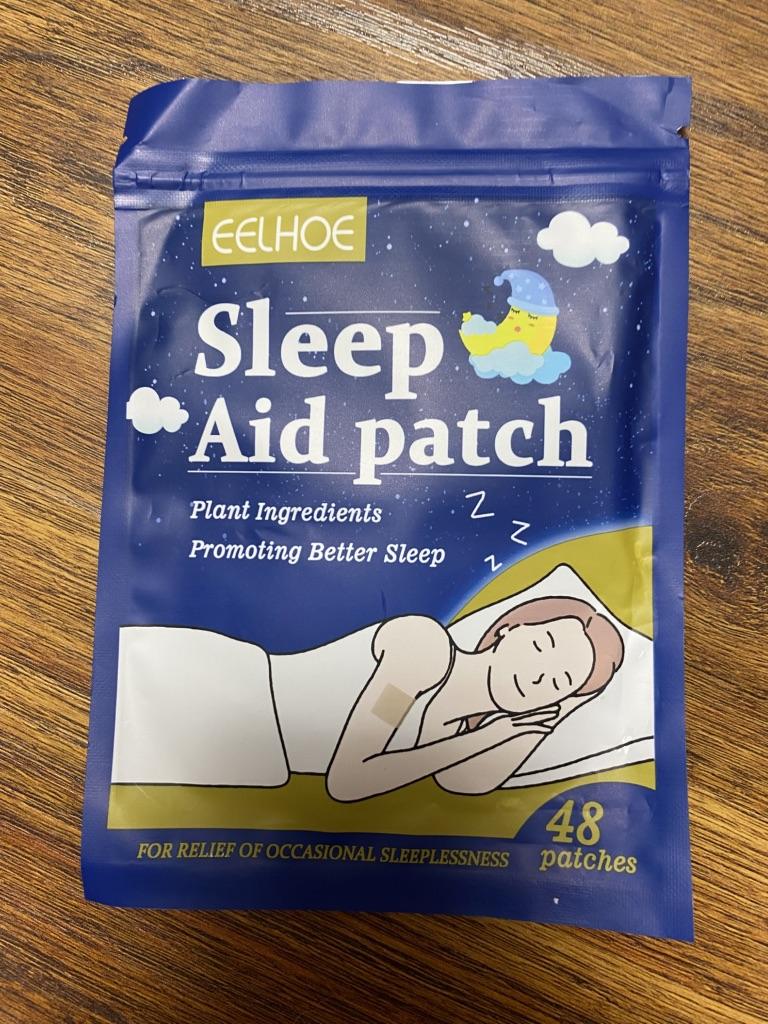 EELHOE
Sleep
Aid patch
Plant Ingredients
Promoting Better Sleep
Z
Z
Z
FOR RELIEF OF OCCASIONAL SLEEPLESSNESS
48
patches